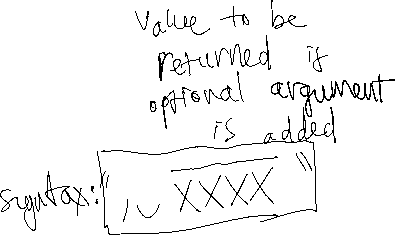 value to be
returned if
optional argument
is added
syntax: " , ⌴ XXXX "